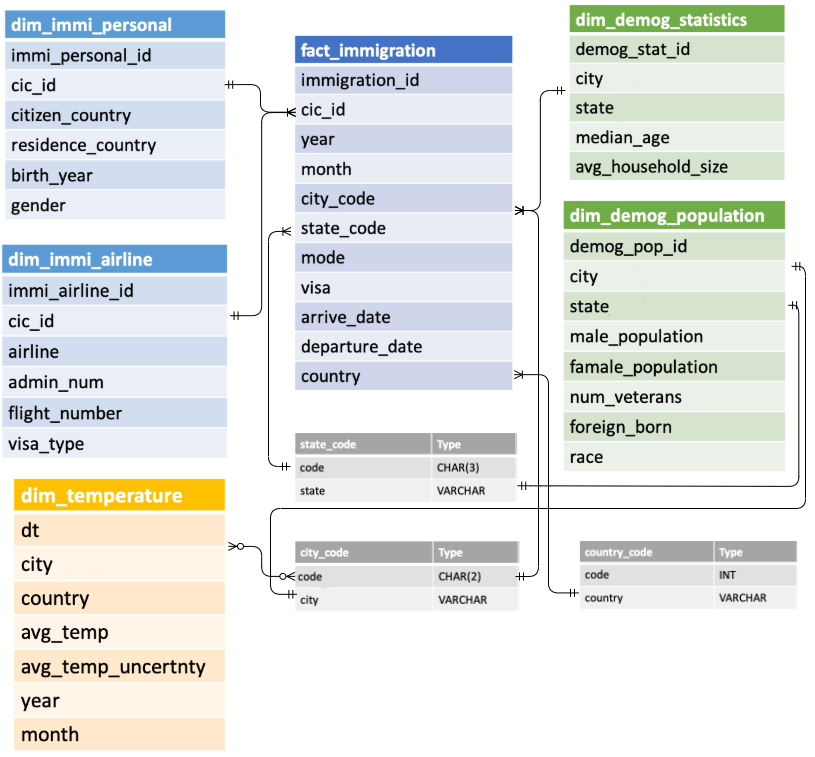 dim_immi_personal
immi_personal_id
cic_id
citizen_country
residence_country
birth_year
gender
dim_immi_airline
immi_airline_id
cic_id
airline
admin_num
flight_number
visa_type
dim_temperature
dt
city
country
avg_temp
avg_temp_uncertnty
year
month
fact_immigration
immigration_id
cic_id
year
month
city_code
state_code
mode
visa
arrive_date
departure_date
country
state_code Type
code CHAR(3)
state VARCHAR
city_code Type
code CHAR(2)
city VARCHAR
dim_demog_statistics
demog_stat_id
city
state
median_age
avg_household_size
dim_demog_population
demog_pop_id
city
state
male_population
famale_population
num_veterans
foreign_born
race
country_code Type
code INT
country VARCHAR